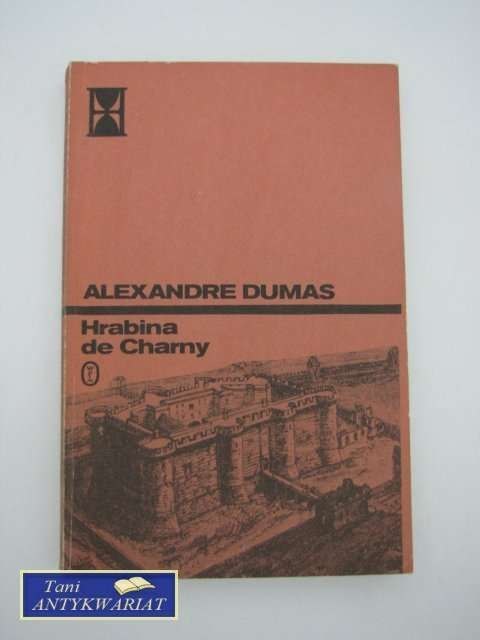 ALEXANDRE DUMAS
Hrabina
de Charny
Tani
ANTYKWARIAT